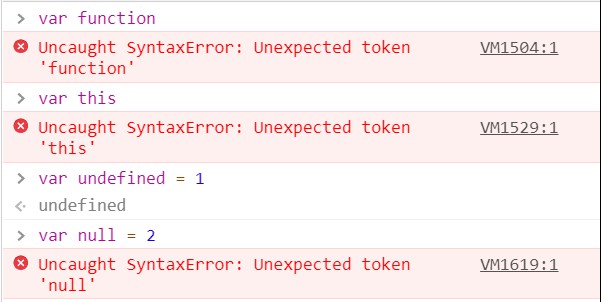 var function
Uncaught SyntaxError: Unexpected token VM1504:1
'function'
var this
Uncaught SyntaxError: Unexpected token VM1529:1
'this'
var undefined = 1
undefined
var null = 2
Uncaught SyntaxError: Unexpected token VM1619:1
'null'